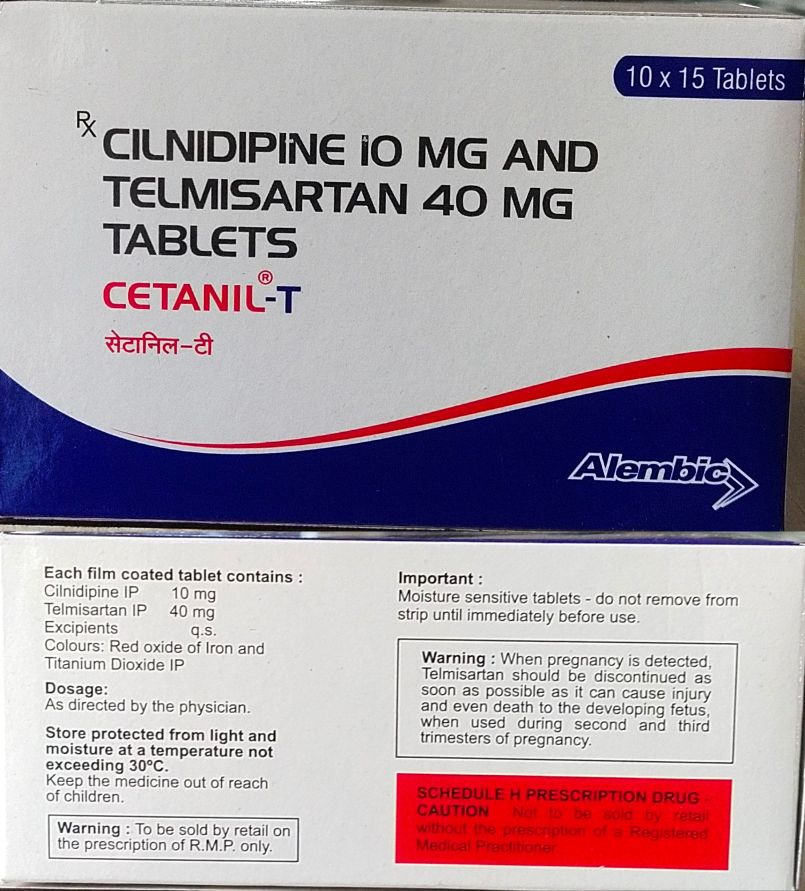 10 x 15 Tablets
Rx CILNIDIPINE 10 MG AND
TELMISARTAN 40 MG
TABLETS
CETANIL®-T
सेटानिल-टी
Alembic
Each film coated tablet contains :
Cilnidipine IP 10 mg
Telmisartan IP 40 mg
Excipients q.s.
Colours: Red oxide of Iron and
Titanium Dioxide IP
Dosage:
As directed by the physician.
Store protected from light and
moisture at a temperature not
exceeding 30ºC.
Keep the medicine out of reach
of children.
Warning : To be sold by retail on
the prescription of R.M.P. only.
Important :
Moisture sensitive tablets - do not remove from
strip until immediately before use.
Warning : When pregnancy is detected,
Telmisartan should be discontinued as
soon as possible as it can cause injury
and even death to the developing fetus,
when used during second and third
trimesters of pregnancy.
SCHEDULE H PRESCRIPTION DRUG -
CAUTION Not to be sold by retail
without the prescription of a Registered
Medical Practitioner.